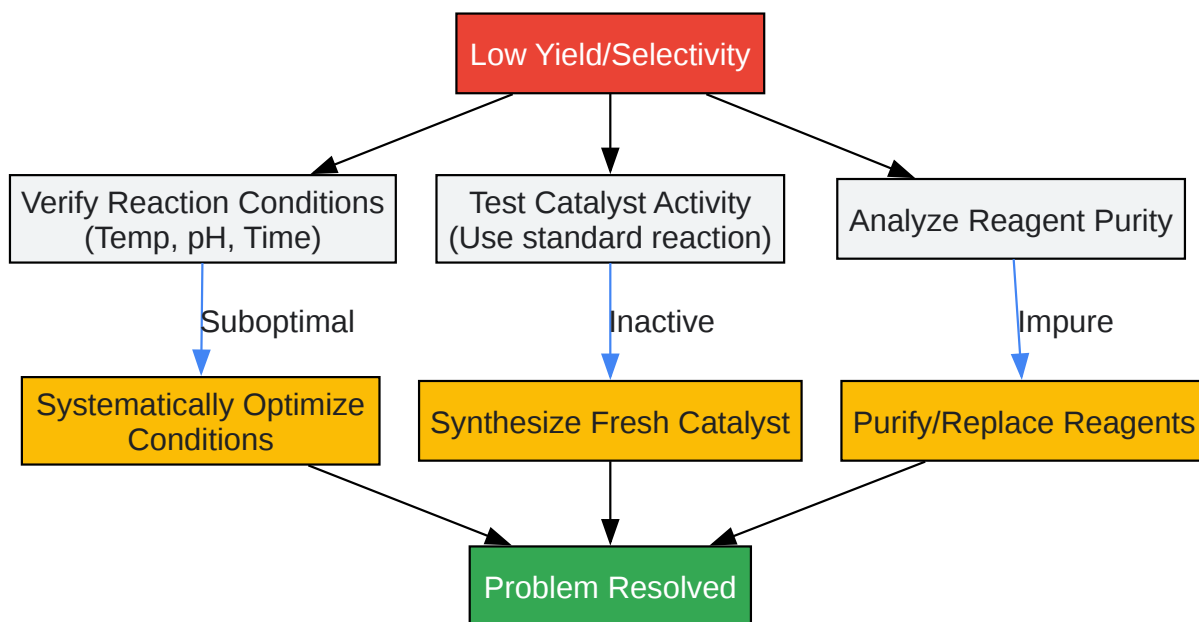 Low Yield/Selectivity
Verify Reaction Conditions
(Temp, pH, Time)
Test Catalyst Activity
(Use standard reaction)
Analyze Reagent Purity
Suboptimal
Inactive
Impure
Systematically Optimize
Conditions
Synthesize Fresh Catalyst
Purify/Replace Reagents
Problem Resolved